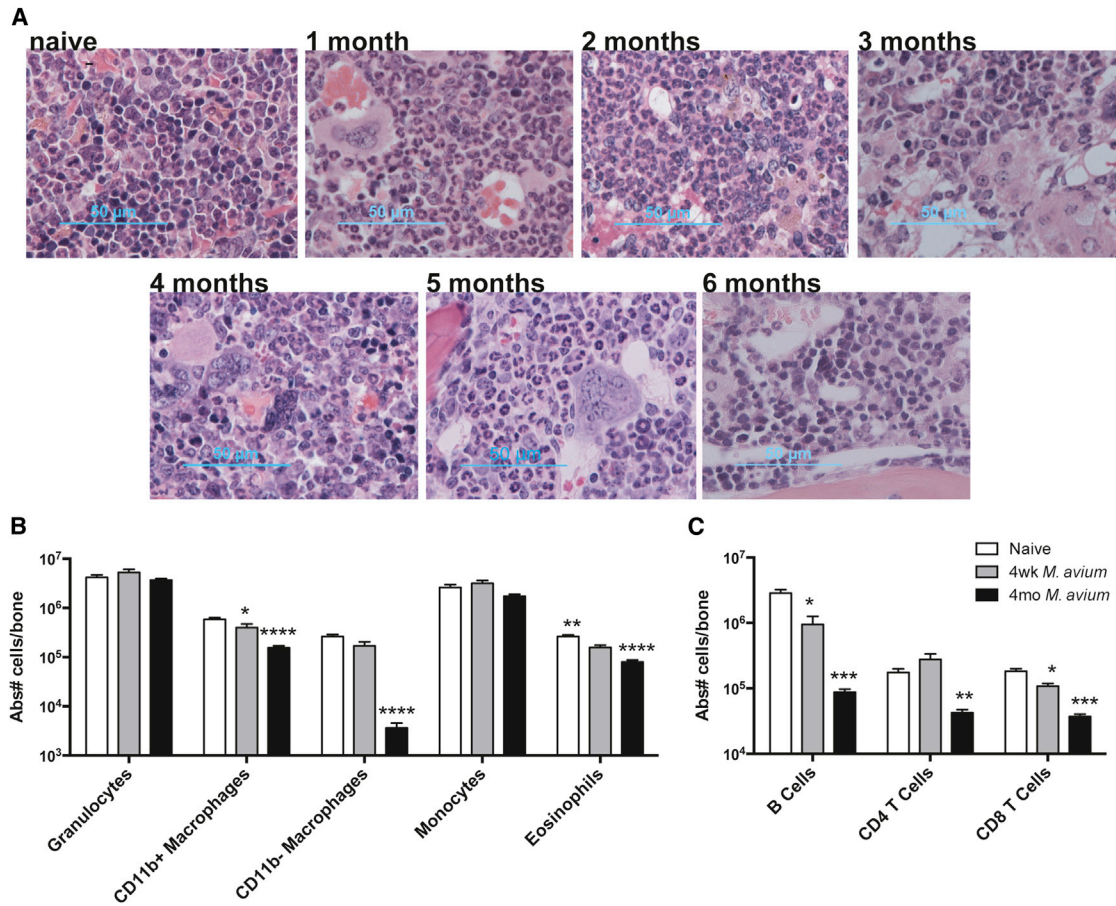 A
naive
1 month
2 months
3 months
50 µm
50 µm
50 µm
50 µm
4 months
5 months
6 months
50 µm
50 µm
50 µm
B
Abs# cells/bone
10⁷
10⁶
10⁵
10⁴
10³
*
****
****
**
****
Granulocytes
CD11b+ Macrophages
CD11b- Macrophages
Monocytes
Eosinophils
C
Naive
4wk M. avium
4mo M. avium
Abs# cells/bone
10⁷
10⁶
10⁵
10⁴
*
***
**
*
***
B Cells
CD4 T Cells
CD8 T Cells